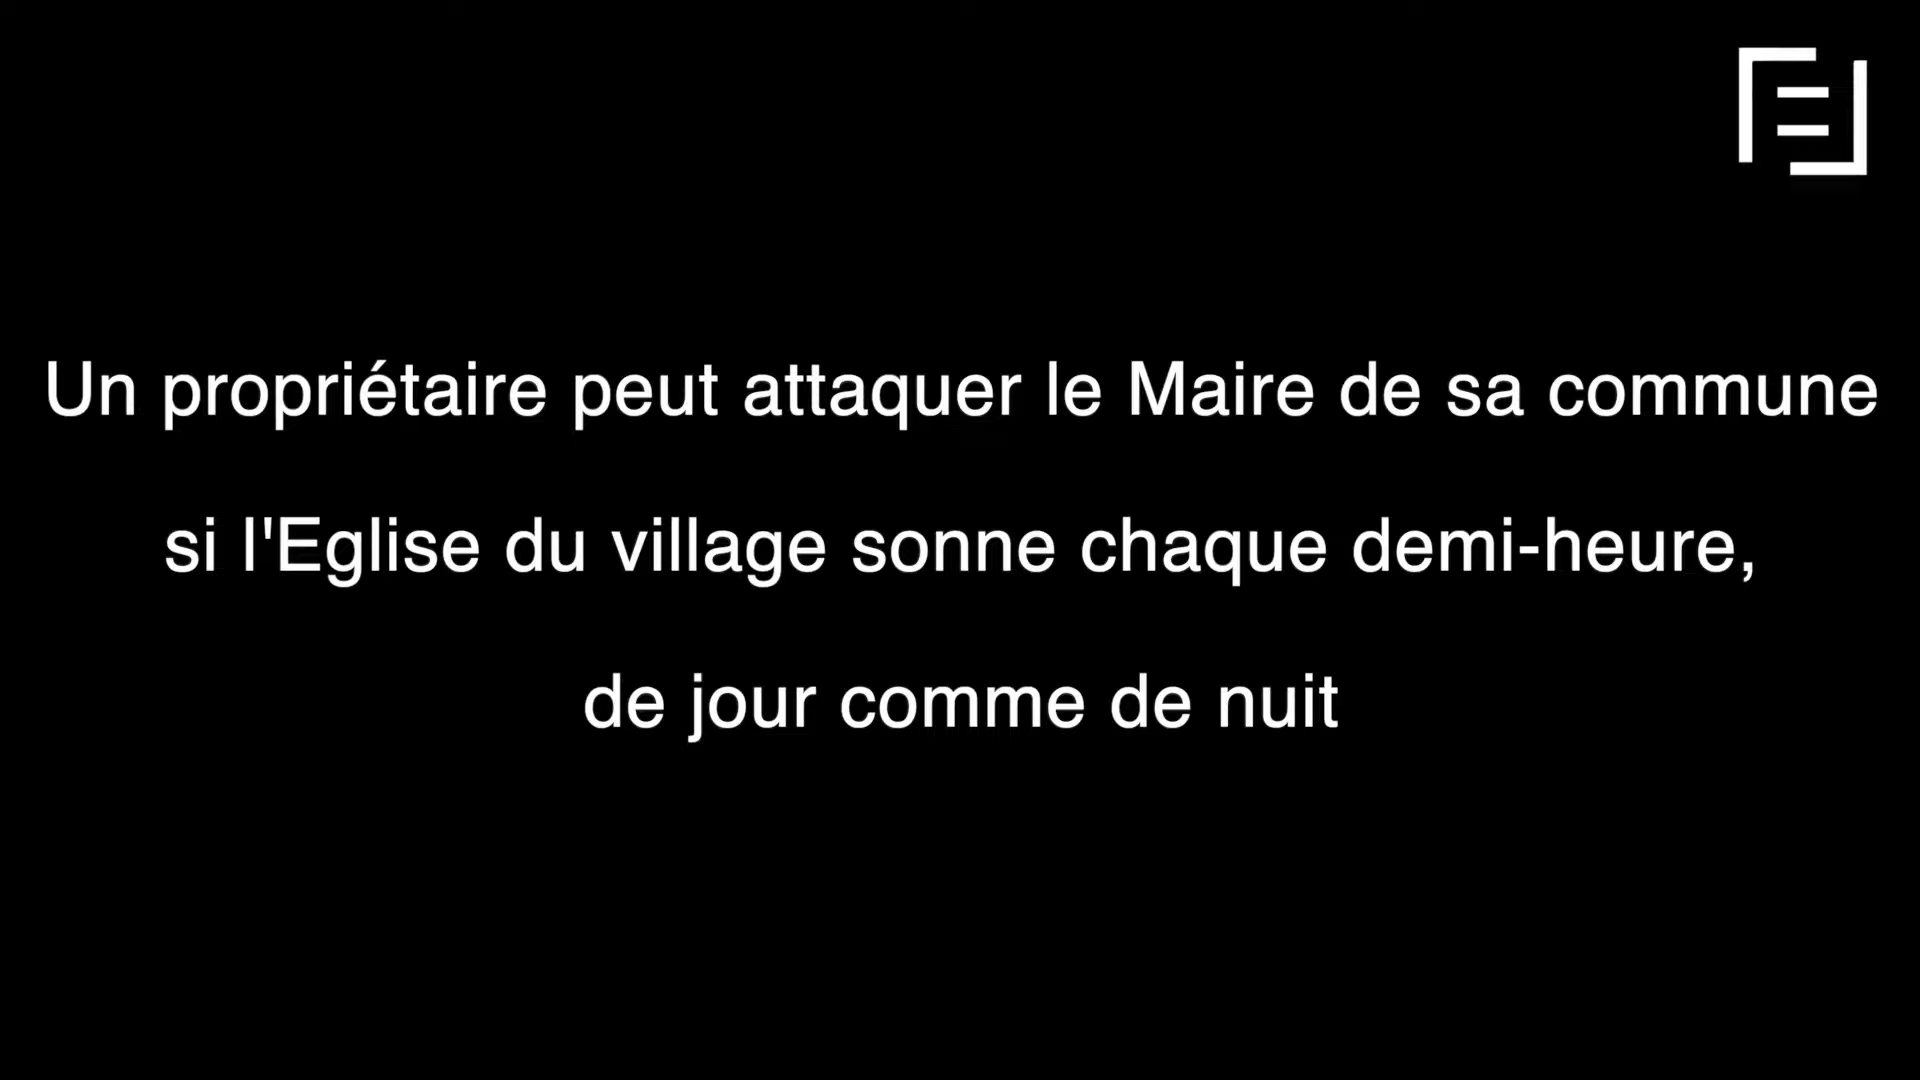 Un propriétaire peut attaquer le Maire de sa commune
si l'Eglise du village sonne chaque demi-heure,
de jour comme de nuit